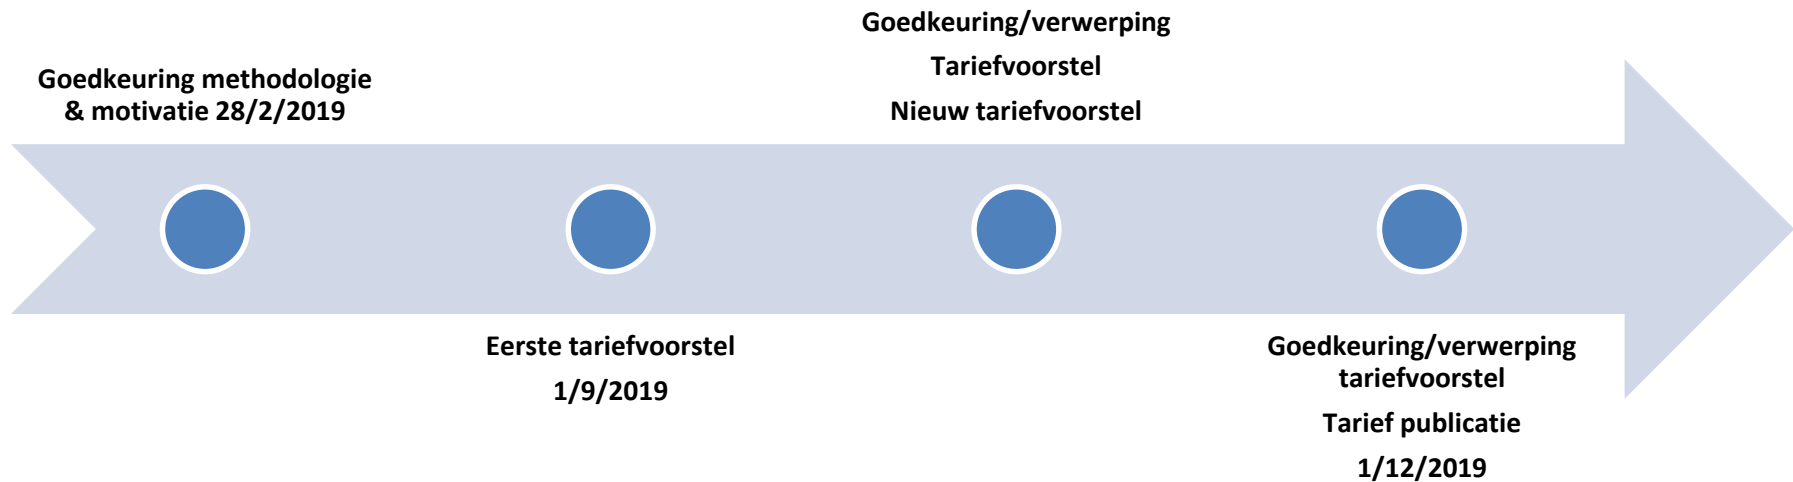 Goedkeuring methodologie
& motivatie 28/2/2019
Eerste tariefvoorstel
1/9/2019
Goedkeuring/verwerping
Tariefvoorstel
Nieuw tariefvoorstel
Goedkeuring/verwerping
tariefvoorstel
Tarief publicatie
1/12/2019